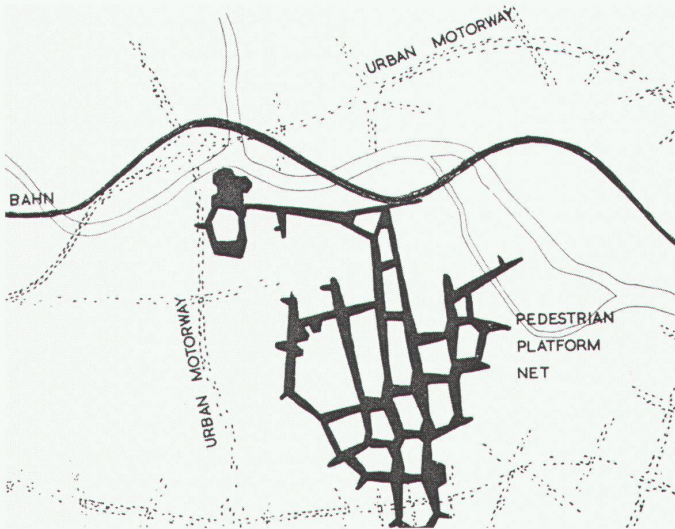 URBAN MOTORWAY
BAHN
URBAN MOTORWAY
PEDESTRIAN
PLATFORM
NET